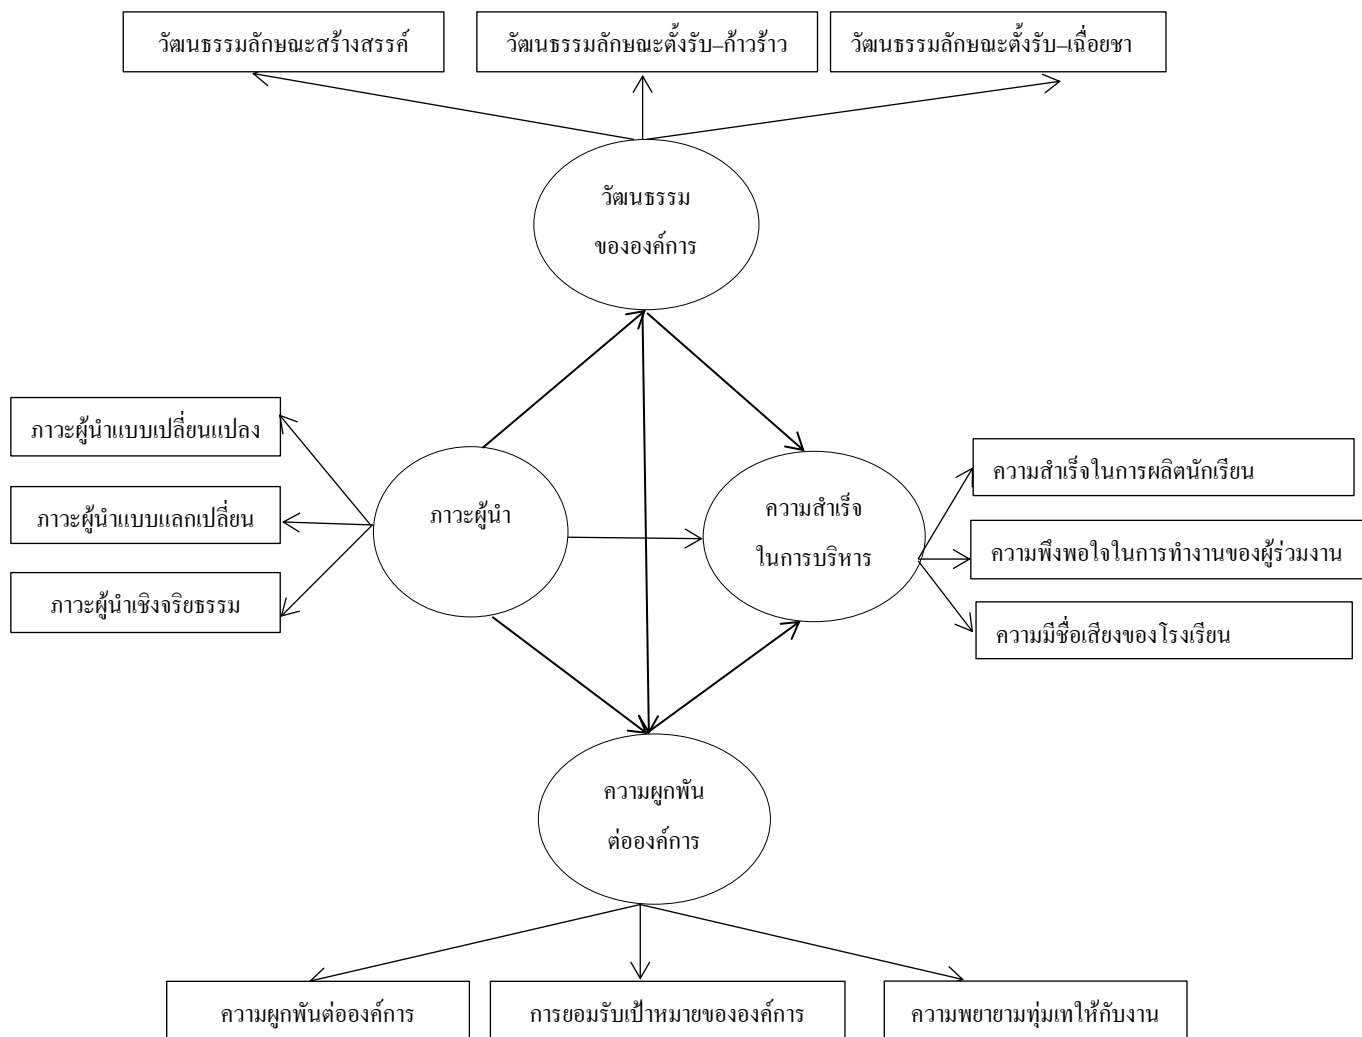 วัฒนธรรมลักษณะสร้างสรรค์
วัฒนธรรมลักษณะตั้งรับ–ก้าวร้าว
วัฒนธรรมลักษณะตั้งรับ–เฉื่อยชา
วัฒนธรรม
ขององค์การ
ภาวะผู้นำแบบเปลี่ยนแปลง
ภาวะผู้นำแบบแลกเปลี่ยน
ภาวะผู้นำเชิงจริยธรรม
ภาวะผู้นำ
ความสำเร็จ
ในการบริหาร
ความสำเร็จในการผลิตนักเรียน
ความพึงพอใจในการทำงานของผู้ร่วมงาน
ความมีชื่อเสียงของโรงเรียน
ความผูกพัน
ต่อองค์การ
ความผูกพันต่อองค์การ
การยอมรับเป้าหมายขององค์การ
ความพยายามทุ่มเทให้กับงาน